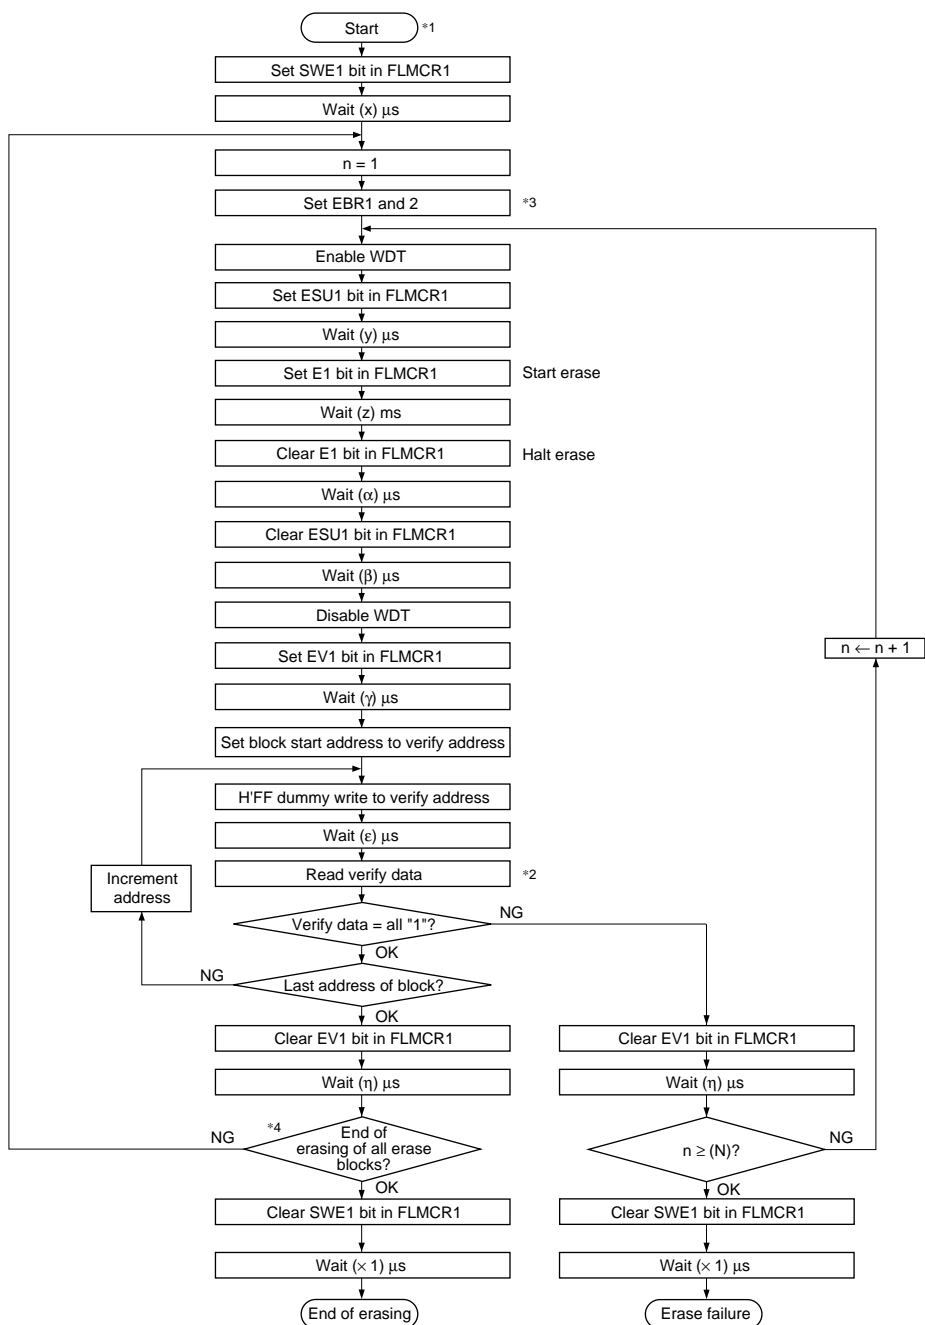 Start
*1
Set SWE1 bit in FLMCR1
Wait (x) μs
n = 1
Set EBR1 and 2
*3
Enable WDT
Set ESU1 bit in FLMCR1
Wait (y) μs
Set E1 bit in FLMCR1
Start erase
Wait (z) ms
Clear E1 bit in FLMCR1
Halt erase
Wait (α) μs
Clear ESU1 bit in FLMCR1
Wait (β) μs
Disable WDT
Set EV1 bit in FLMCR1
n ← n + 1
Wait (γ) μs
Set block start address to verify address
H'FF dummy write to verify address
Wait (ε) μs
Increment
address
Read verify data
*2
Verify data = all "1"?
NG
OK
NG
Last address of block?
OK
Clear EV1 bit in FLMCR1
Clear EV1 bit in FLMCR1
Wait (η) μs
Wait (η) μs
NG
*4
End of
erasing of all erase
blocks?
n ≥ (N)?
NG
OK
OK
Clear SWE1 bit in FLMCR1
Clear SWE1 bit in FLMCR1
Wait (× 1) μs
Wait (× 1) μs
End of erasing
Erase failure